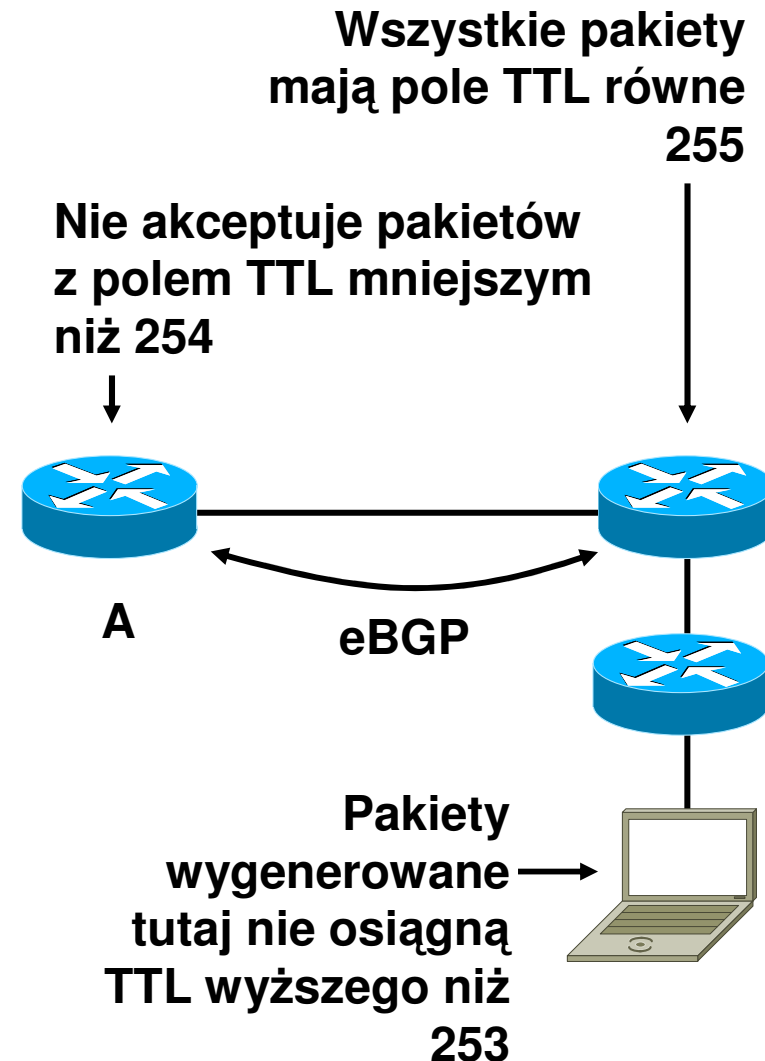 Wszystkie pakiety
mają pole TTL równe
255
Nie akceptuje pakietów
z polem TTL mniejszym
niż 254
A
eBGP
Pakiety
wygenerowane
tutaj nie osiągną
TTL wyższego niż
253